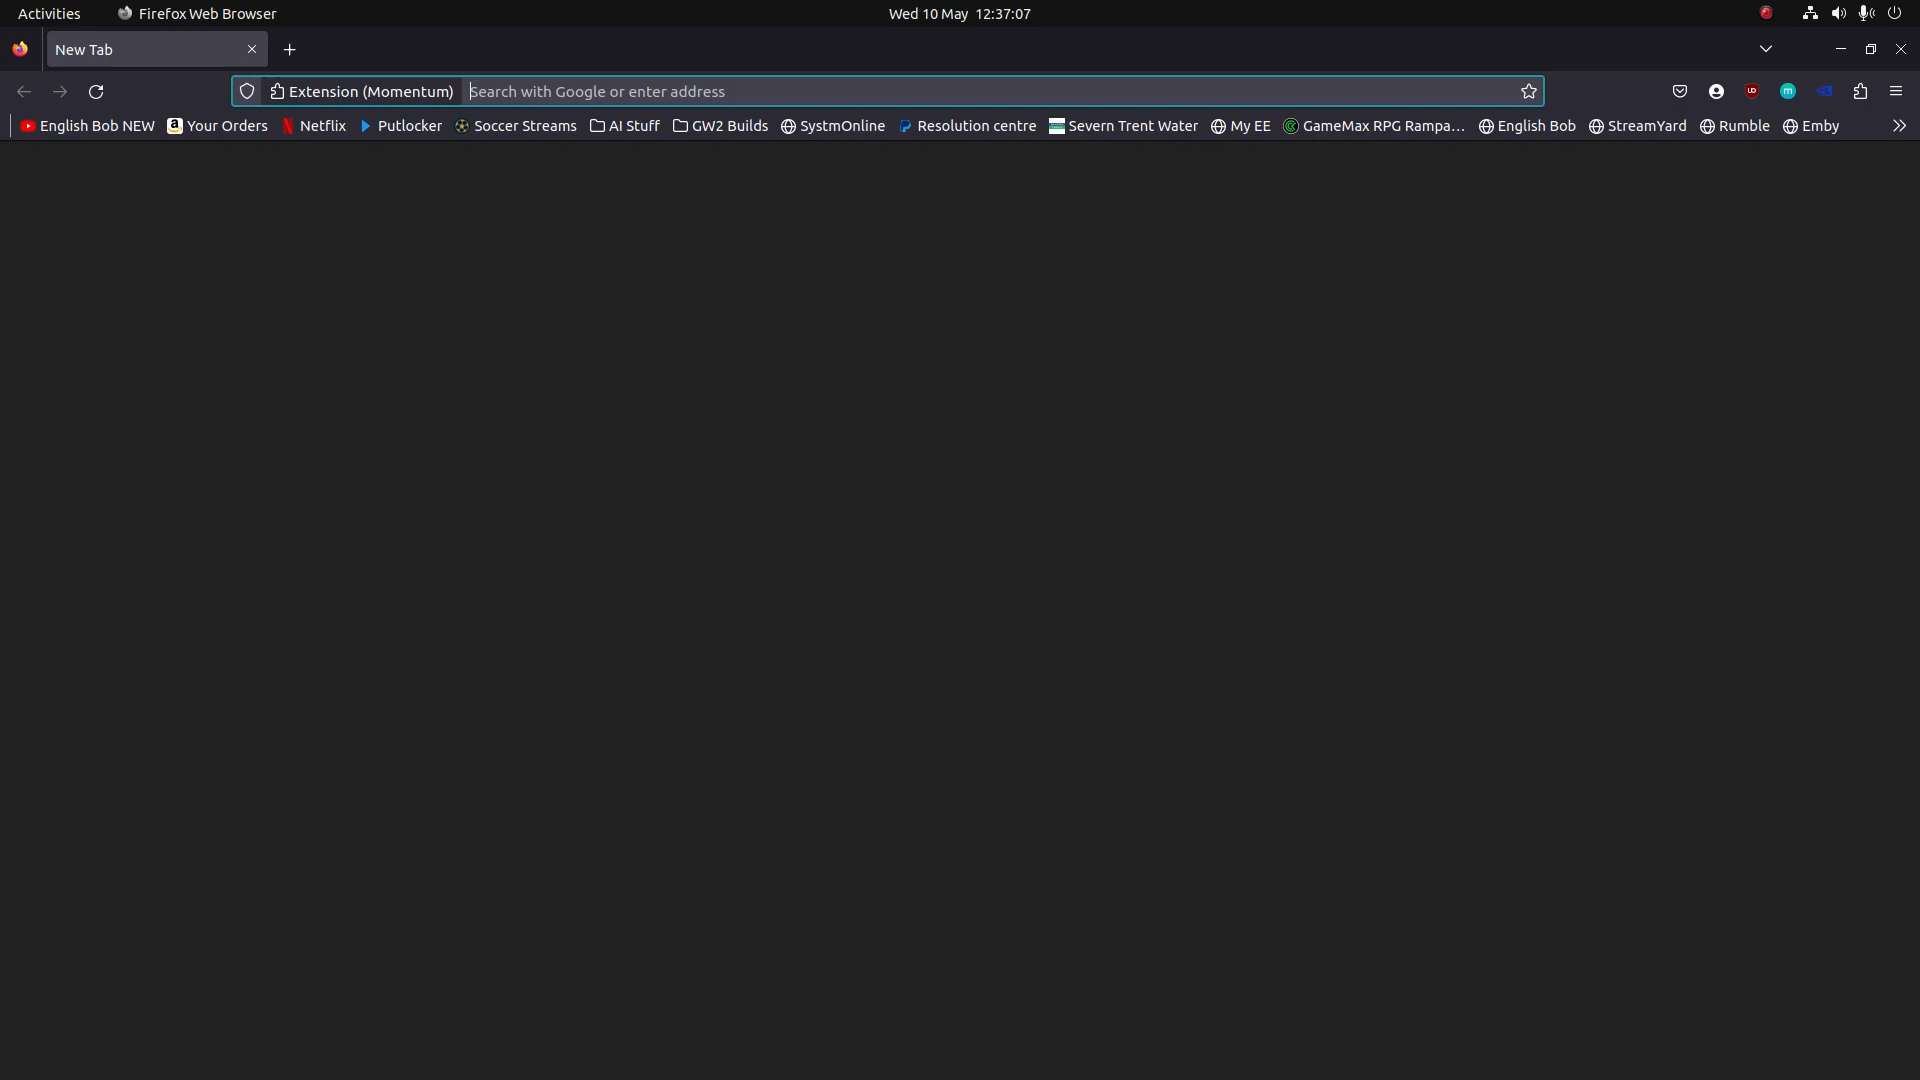 Activities Firefox Web Browser Wed 10 May 12:37:07
New Tab
Extension (Momentum) Search with Google or enter address
English Bob NEW Your Orders Netflix Putlocker Soccer Streams AI Stuff GW2 Builds SystmOnline Resolution centre Severn Trent Water My EE GameMax RPG Rampa... English Bob StreamYard Rumble Emby